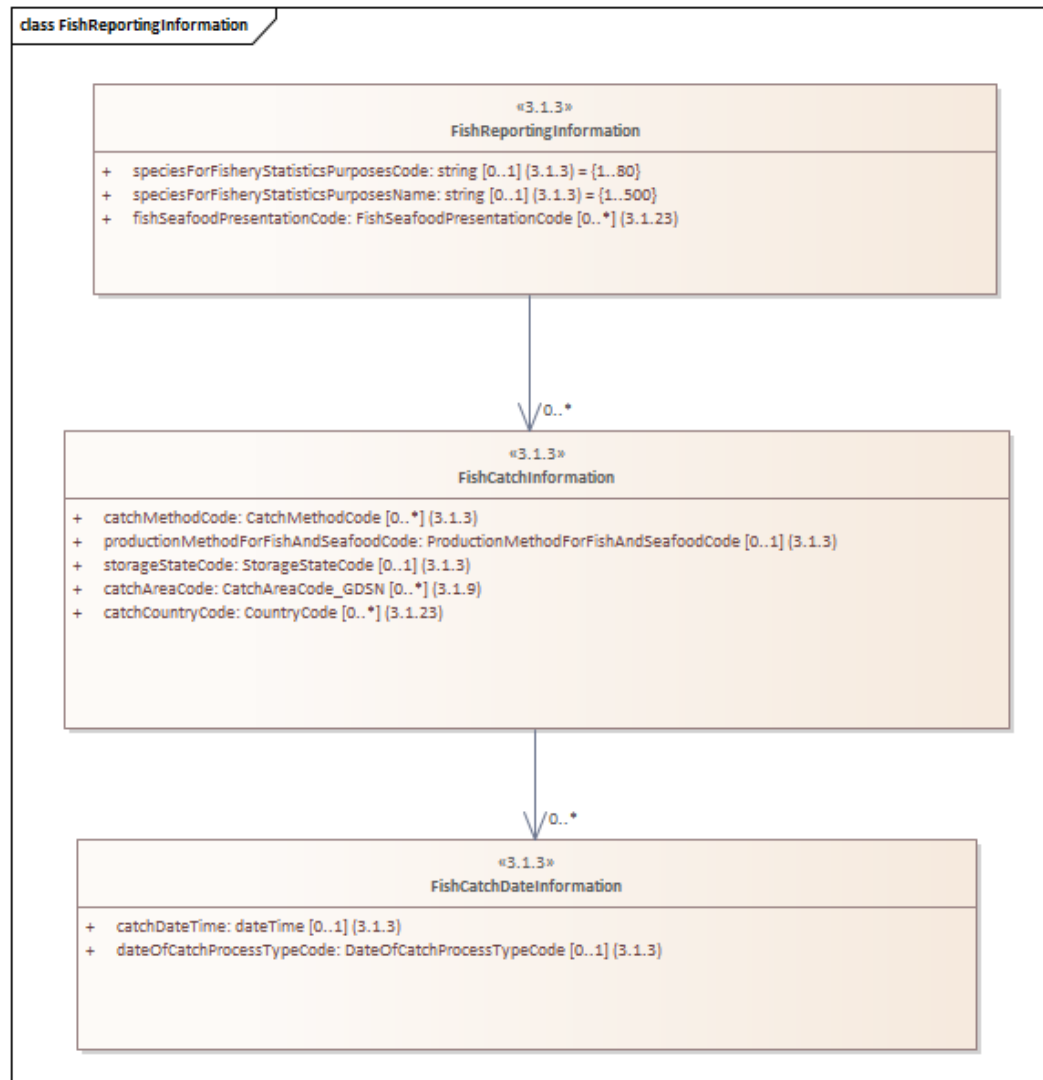 class FishReportingInformation
«3.1.3»
FishReportingInformation
+ speciesForFisheryStatisticsPurposesCode: string [0..1] (3.1.3) = {1..80}
+ speciesForFisheryStatisticsPurposesName: string [0..1] (3.1.3) = {1..500}
+ fishSeafoodPresentationCode: FishSeafoodPresentationCode [0..*] (3.1.23)
0..*
«3.1.3»
FishCatchInformation
+ catchMethodCode: CatchMethodCode [0..*] (3.1.3)
+ productionMethodForFishAndSeafoodCode: ProductionMethodForFishAndSeafoodCode [0..1] (3.1.3)
+ storageStateCode: StorageStateCode [0..1] (3.1.3)
+ catchAreaCode: CatchAreaCode_GDSN [0..*] (3.1.9)
+ catchCountryCode: CountryCode [0..*] (3.1.23)
0..*
«3.1.3»
FishCatchDateInformation
+ catchDateTime: dateTime [0..1] (3.1.3)
+ dateOfCatchProcessTypeCode: DateOfCatchProcessTypeCode [0..1] (3.1.3)